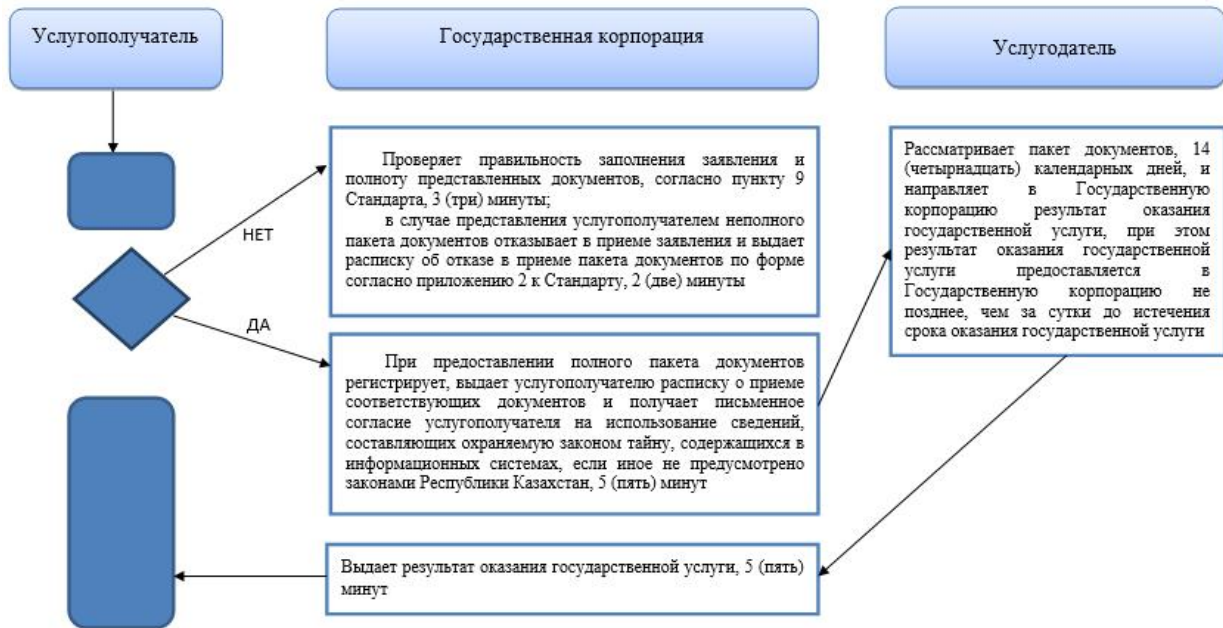 Услугополучатель
Государственная корпорация
Услугодатель
Проверяет правильность заполнения заявления и
полноту представленных документов, согласно пункту 9
Стандарта, 3 (три) минуты;
в случае представления услугополучателем неполного
пакета документов отказывает в приеме заявления и выдает
расписку об отказе в приеме пакета документов по форме
согласно приложению 2 к Стандарту, 2 (две) минуты
Рассматривает пакет документов, 14
(четырнадцать) календарных дней, и
направляет в Государственную
корпорацию результат оказания
государственной услуги, при этом
результат оказания государственной
услуги предоставляется в
Государственную корпорацию не
позднее, чем за сутки до истечения
срока оказания государственной услуги
НЕТ
ДА
При предоставлении полного пакета документов
регистрирует, выдает услугополучателю расписку о приеме
соответствующих документов и получает письменное
согласие услугополучателя на использование сведений,
составляющих охраняемую законом тайну, содержащихся в
информационных системах, если иное не предусмотрено
законами Республики Казахстан, 5 (пять) минут
Выдает результат оказания государственной услуги, 5 (пять)
минут